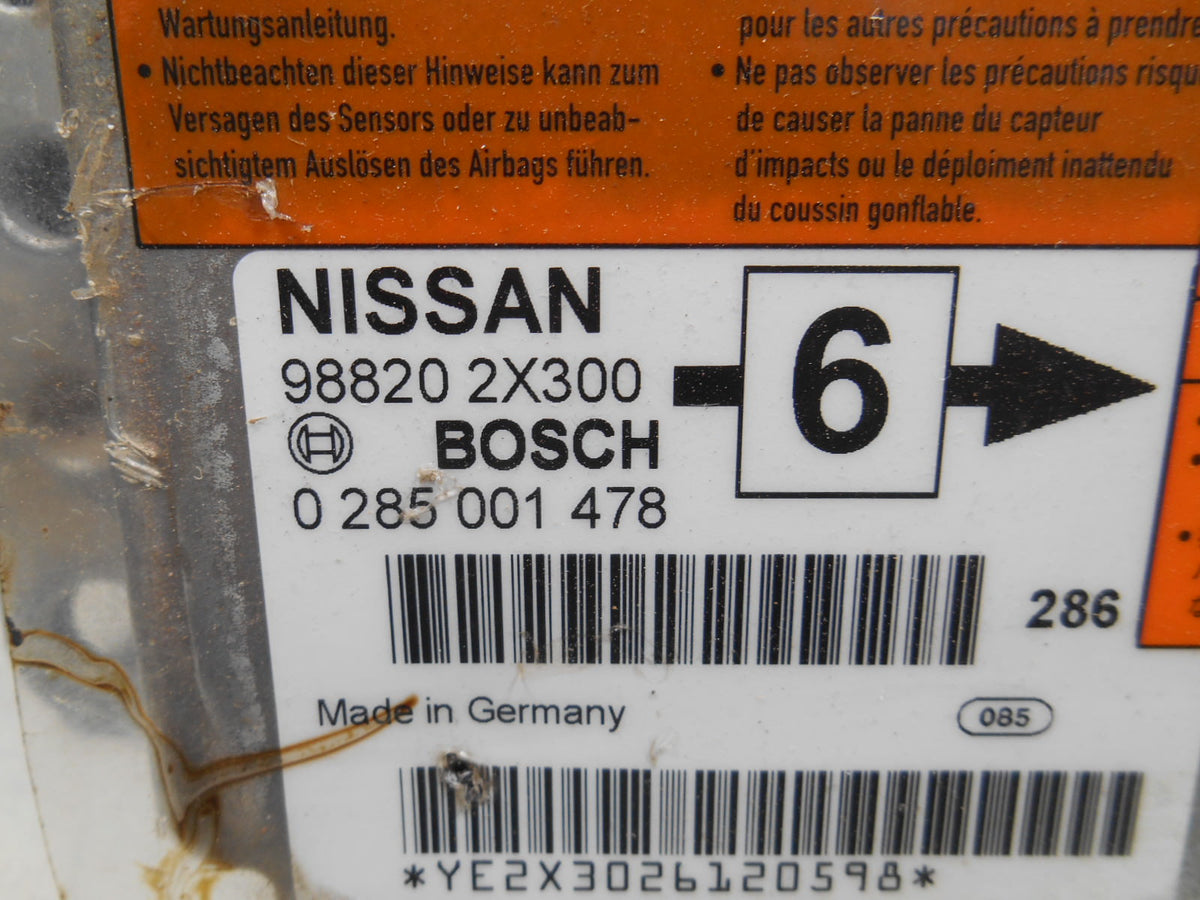 Wartungsanleitung.
• Nichtbeachten dieser Hinweise kann zum
Versagen des Sensors oder zu unbeab-
sichtigtem Auslösen des Airbags führen.
pour les autres précautions à prendre
• Ne pas observer les précautions
de causer la panne du capteur
d'impacts ou le déploiment inattendu
du coussin gonflable.
NISSAN
98820 2X300
BOSCH
0 285 001 478
6
286
Made in Germany
085
*YE2X3026120598*